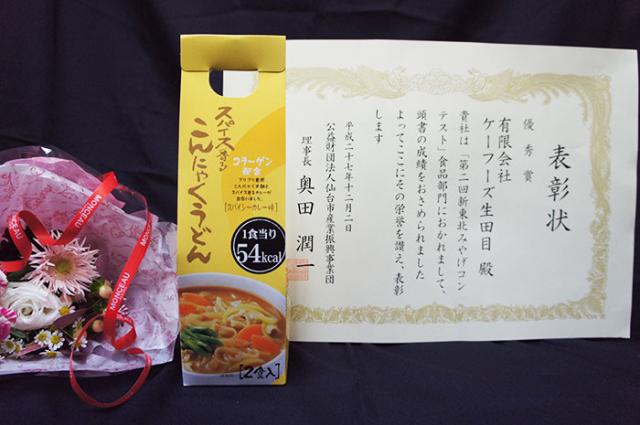 表彰状
優秀賞
有限会社
ケーフーズ生田目 殿
貴社は「第二回新東北みやげコン
テスト」食品部門におかれまして、
頭書の成績をおさめられました
よってここにその栄誉を讃え、表彰
します
平成二十七年十二月二日
公益財団法人仙台市産業振興事業団
理事長 奥田 潤一
スパイス香る
こんにゃくうどん
コラーゲン
配合
[スパイシーカレー味]
1食当り
54kcal
[2食入]
MONCEAU
MONCEAU
MONCEAU